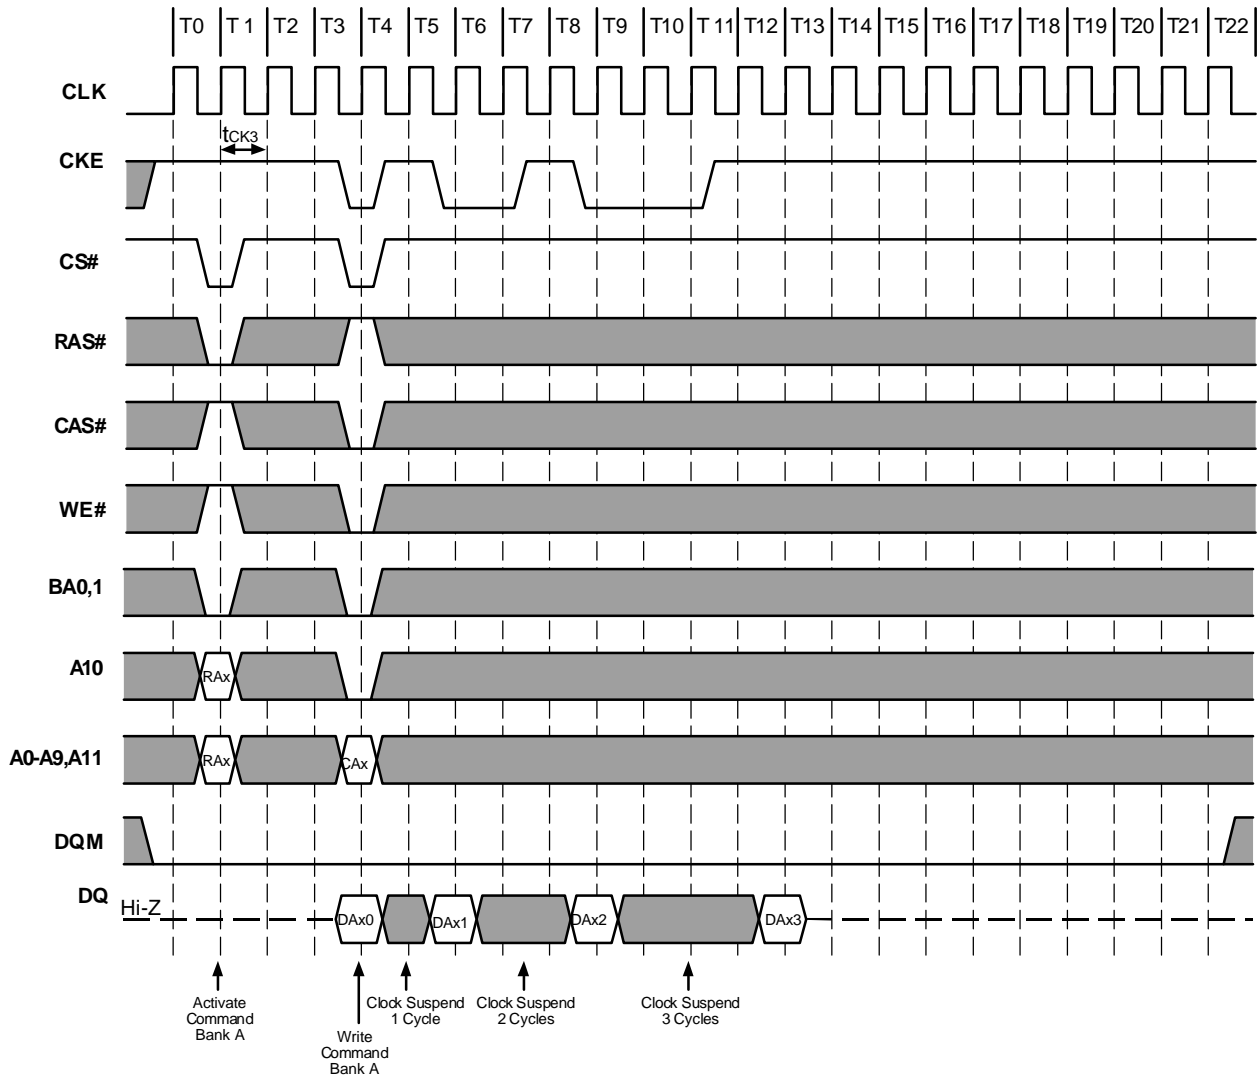 T0 T 1 T2 T3 T4 T5 T6 T7 T8 T9 T10 T 11 T12 T13 T14 T15 T16 T17 T18 T19 T20 T21 T22
CLK
tCK3
CKE
CS#
RAS#
CAS#
WE#
BA0,1
A10
RAx
A0-A9,A11
RAx
CAx
DQM
DQ
Hi-Z
DAx0
DAx1
DAx2
DAx3
Activate
Command
Bank A
Write
Command
Bank A
Clock Suspend
1 Cycle
Clock Suspend
2 Cycles
Clock Suspend
3 Cycles